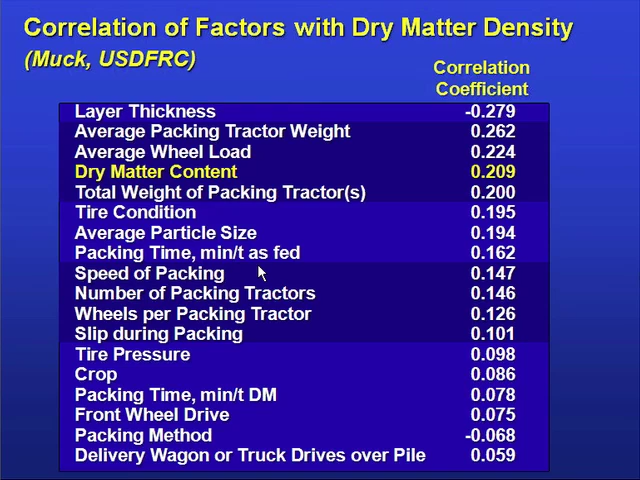 Correlation of Factors with Dry Matter Density
(Muck, USDFRC)
Correlation
Coefficient
Layer Thickness -0.279
Average Packing Tractor Weight 0.262
Average Wheel Load 0.224
Dry Matter Content 0.209
Total Weight of Packing Tractor(s) 0.200
Tire Condition 0.195
Average Particle Size 0.194
Packing Time, min/t as fed 0.162
Speed of Packing 0.147
Number of Packing Tractors 0.146
Wheels per Packing Tractor 0.126
Slip during Packing 0.101
Tire Pressure 0.098
Crop 0.086
Packing Time, min/t DM 0.078
Front Wheel Drive 0.075
Packing Method -0.068
Delivery Wagon or Truck Drives over Pile 0.059